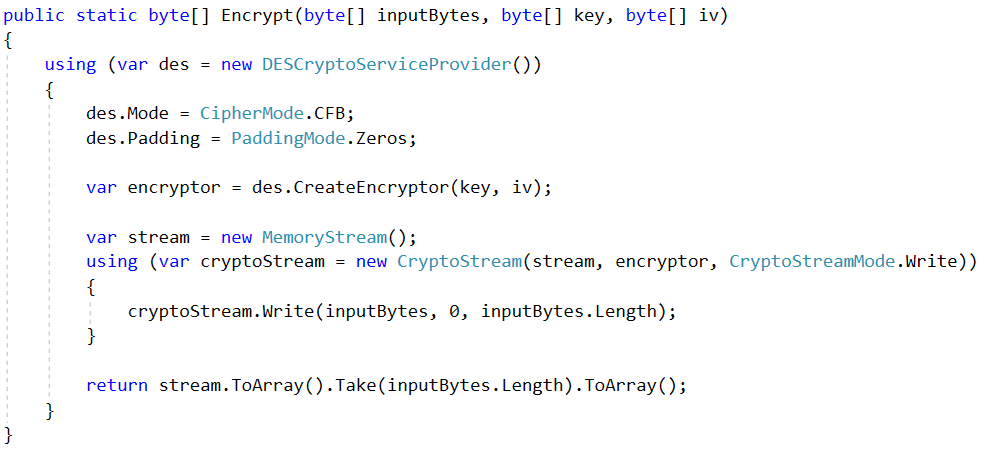 public static byte[] Encrypt(byte[] inputBytes, byte[] key, byte[] iv)
{
    using (var des = new DESCryptoServiceProvider())
    {
        des.Mode = CipherMode.CFB;
        des.Padding = PaddingMode.Zeros;

        var encryptor = des.CreateEncryptor(key, iv);

        var stream = new MemoryStream();
        using (var cryptoStream = new CryptoStream(stream, encryptor, CryptoStreamMode.Write))
        {
            cryptoStream.Write(inputBytes, 0, inputBytes.Length);
        }

        return stream.ToArray().Take(inputBytes.Length).ToArray();
    }
}